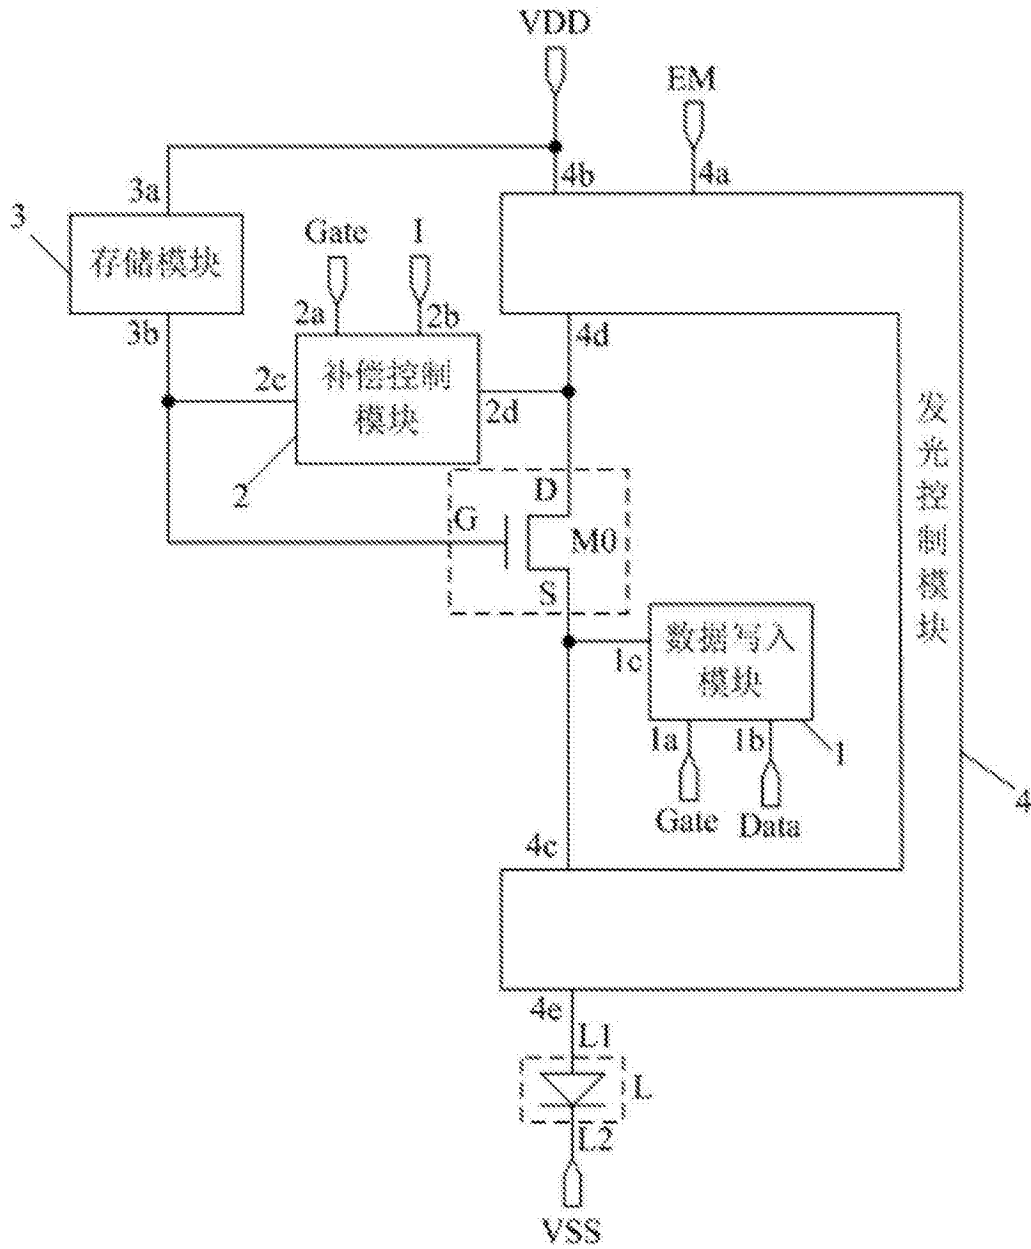 VDD
EM
4b
4a
3a
3
存储模块
Gate
I
3b
2a
2b
4d
2c
补偿控制
模块
2d
2
D
G
M0
S
发光控制模块
数据写入
模块
1c
1a
1b
1
Gate
Data
4
4c
4e
L1
L
L2
VSS